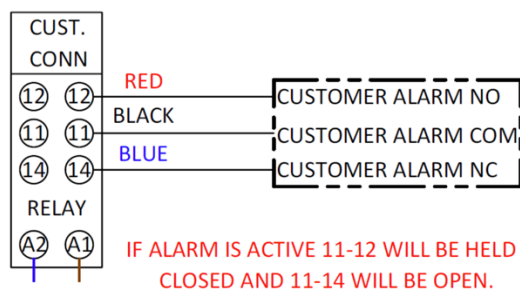 CUST.
CONN
RED
12 12 CUSTOMER ALARM NO
BLACK
11 11 CUSTOMER ALARM COM
BLUE
14 14 CUSTOMER ALARM NC
RELAY
A2 A1
IF ALARM IS ACTIVE 11-12 WILL BE HELD
CLOSED AND 11-14 WILL BE OPEN.